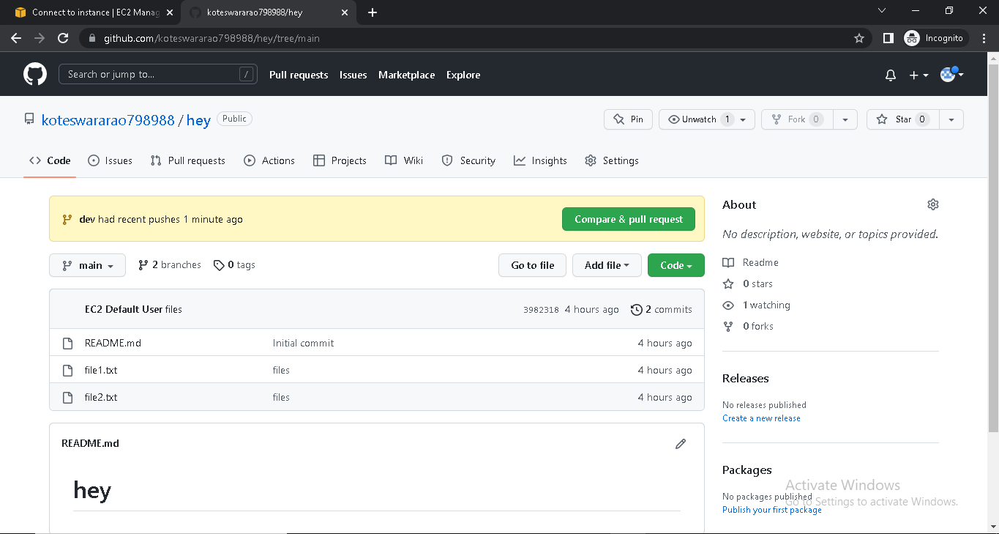 Connect to instance | EC2 Manag
koteswararao798988/hey
github.com/koteswararao798988/hey/tree/main
Incognito
Search or jump to...
/
Pull requests
Issues
Marketplace
Explore
koteswararao798988 / hey
Public
Pin
Unwatch 1
Fork 0
Star 0
Code
Issues
Pull requests
Actions
Projects
Wiki
Security
Insights
Settings
dev had recent pushes 1 minute ago
Compare & pull request
main
2 branches
0 tags
Go to file
Add file
Code
EC2 Default User files
3982318 4 hours ago
2 commits
README.md Initial commit 4 hours ago
file1.txt files 4 hours ago
file2.txt files 4 hours ago
README.md
hey
About
No description, website, or topics provided.
Readme
0 stars
1 watching
0 forks
Releases
No releases published
Create a new release
Packages
No packages published
Publish your first package
Activate Windows
Go to Settings to activate Windows.